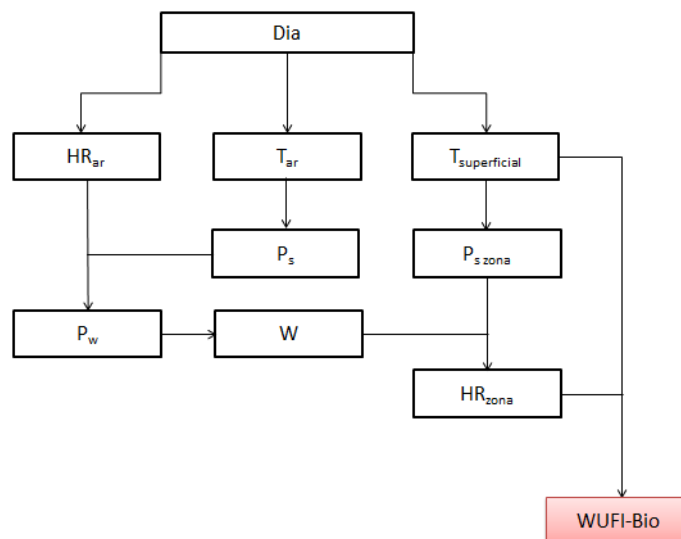 Dia
HRar
Tar
Tsuperficial
Ps
Ps zona
Pw
W
HRzona
WUFI-Bio